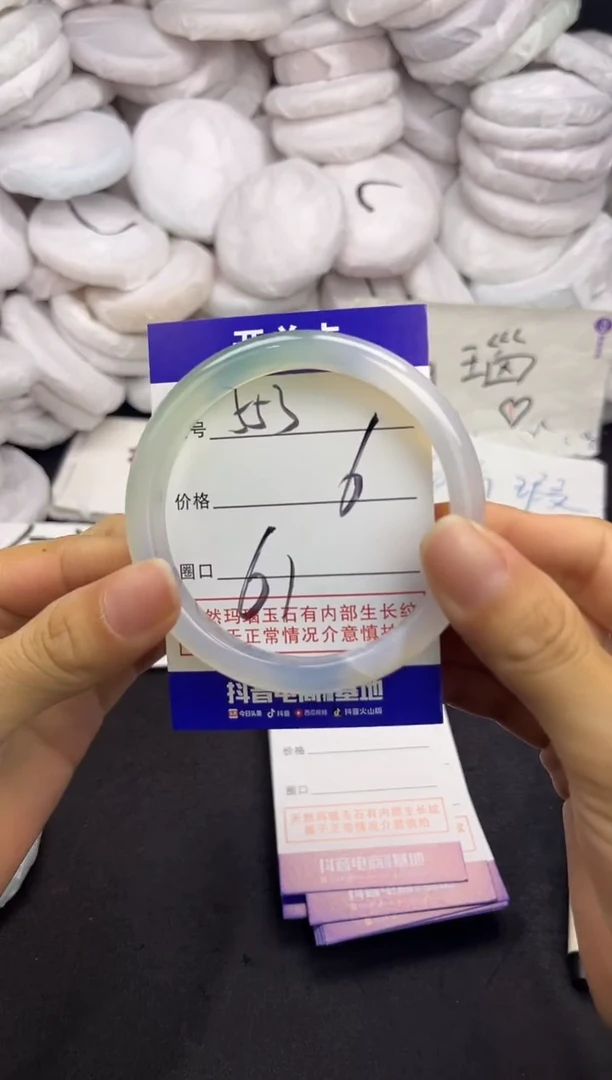 号 553
价格 6
圈口 61
然玛瑙玉石有内部生长纹
于正常情况介意慎拍
抖音电商
基地
今日头条 抖音 西瓜视频 抖音火山版
瑙
价格
圈口
天然玛瑙玉石有内部生长纹
属于正常情况介意慎拍
抖音电商
基地